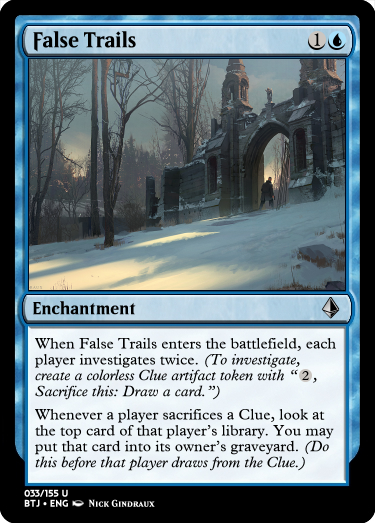 False Trails 1
Enchantment
When False Trails enters the battlefield, each
player investigates twice. (To investigate,
create a colorless Clue artifact token with “2,
Sacrifice this: Draw a card.”)
Whenever a player sacrifices a Clue, look at
the top card of that player’s library. You may
put that card into its owner’s graveyard. (Do
this before that player draws from the Clue.)
033/155 U
BTJ • ENG Nick Gindraux